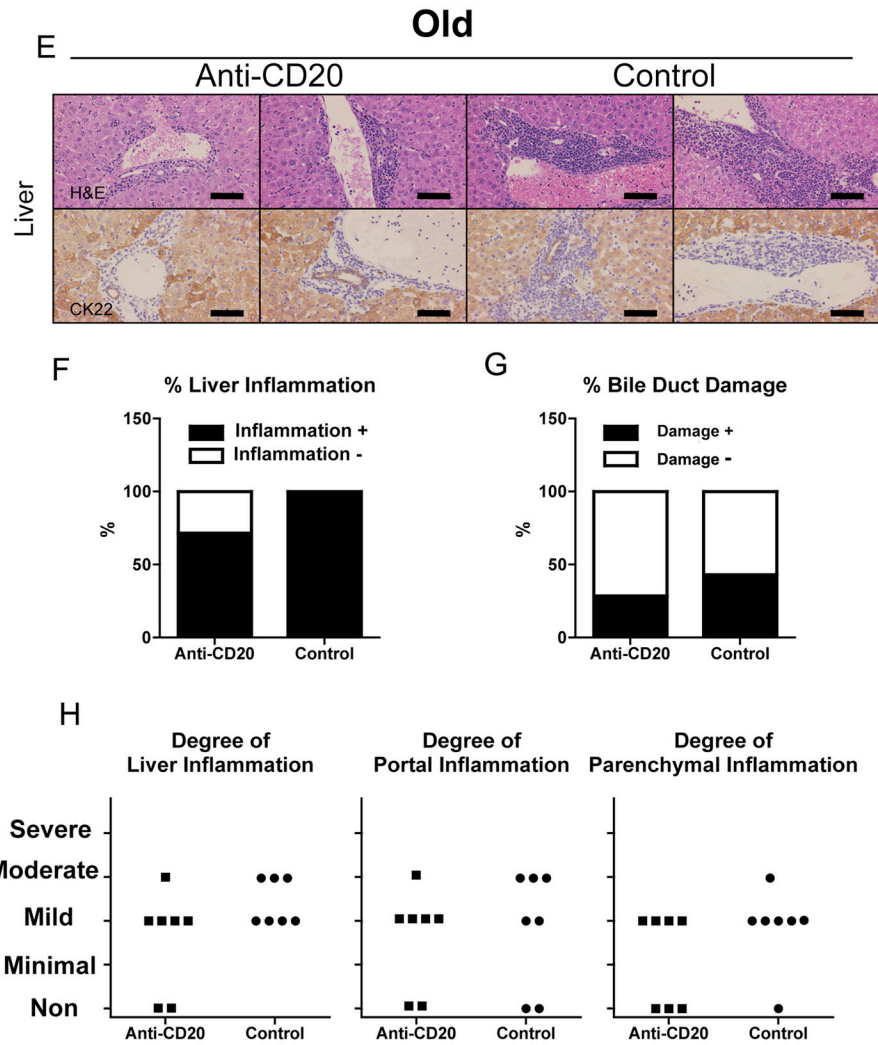 Old
E
Anti-CD20 Control
Liver
H&E
CK22
F
% Liver Inflammation
150
100
50
0
%
Inflammation +
Inflammation -
Anti-CD20 Control
G
% Bile Duct Damage
150
100
50
0
%
Damage +
Damage -
Anti-CD20 Control
H
Degree of
Liver Inflammation
Degree of
Portal Inflammation
Degree of
Parenchymal Inflammation
Severe
Moderate
Mild
Minimal
Non
Anti-CD20 Control
Anti-CD20 Control
Anti-CD20 Control